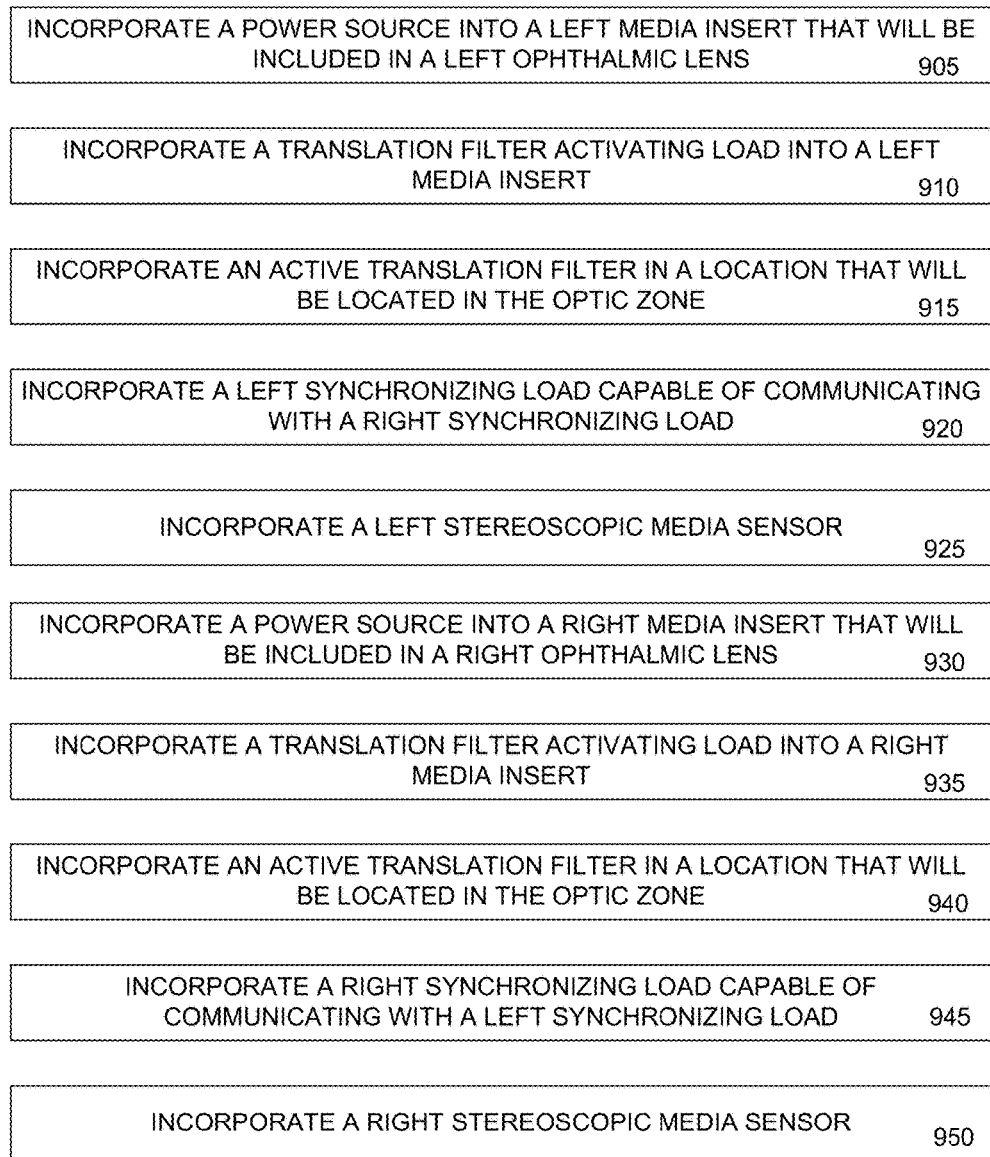 INCORPORATE A POWER SOURCE INTO A LEFT MEDIA INSERT THAT WILL BE
INCLUDED IN A LEFT OPHTHALMIC LENS
905
INCORPORATE A TRANSLATION FILTER ACTIVATING LOAD INTO A LEFT
MEDIA INSERT
910
INCORPORATE AN ACTIVE TRANSLATION FILTER IN A LOCATION THAT WILL
BE LOCATED IN THE OPTIC ZONE
915
INCORPORATE A LEFT SYNCHRONIZING LOAD CAPABLE OF COMMUNICATING
WITH A RIGHT SYNCHRONIZING LOAD
920
INCORPORATE A LEFT STEREOSCOPIC MEDIA SENSOR
925
INCORPORATE A POWER SOURCE INTO A RIGHT MEDIA INSERT THAT WILL
BE INCLUDED IN A RIGHT OPHTHALMIC LENS
930
INCORPORATE A TRANSLATION FILTER ACTIVATING LOAD INTO A RIGHT
MEDIA INSERT
935
INCORPORATE AN ACTIVE TRANSLATION FILTER IN A LOCATION THAT WILL
BE LOCATED IN THE OPTIC ZONE
940
INCORPORATE A RIGHT SYNCHRONIZING LOAD CAPABLE OF
COMMUNICATING WITH A LEFT SYNCHRONIZING LOAD 945
INCORPORATE A RIGHT STEREOSCOPIC MEDIA SENSOR
950